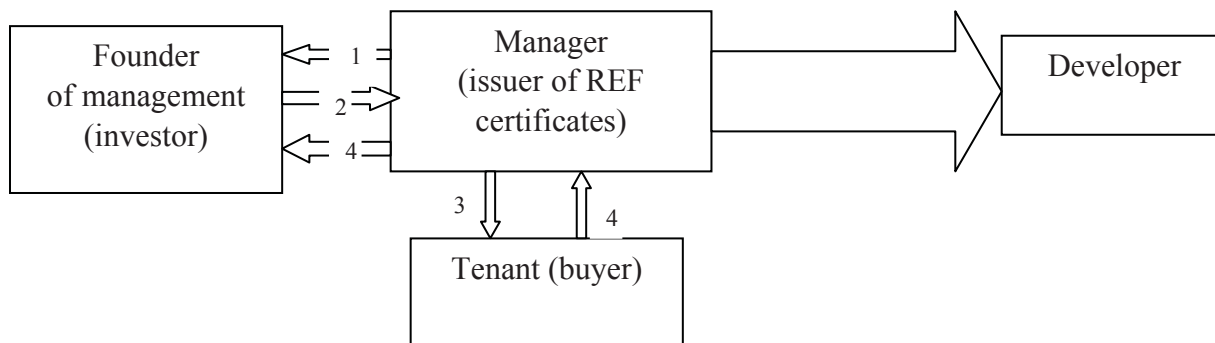 Founder
of management
(investor)
1
2
4
Manager
(issuer of REF
certificates)
Developer
3
4
Tenant (buyer)